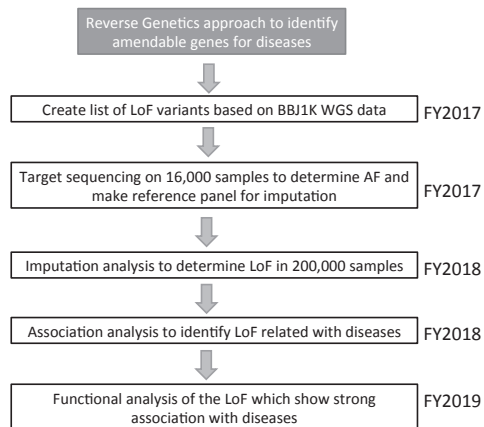 Reverse Genetics approach to identify
amendable genes for diseases
Create list of LoF variants based on BBJ1K WGS data
FY2017
Target sequencing on 16,000 samples to determine AF and
make reference panel for imputation
FY2017
Imputation analysis to determine LoF in 200,000 samples
FY2018
Association analysis to identify LoF related with diseases
FY2018
Functional analysis of the LoF which show strong
association with diseases
FY2019